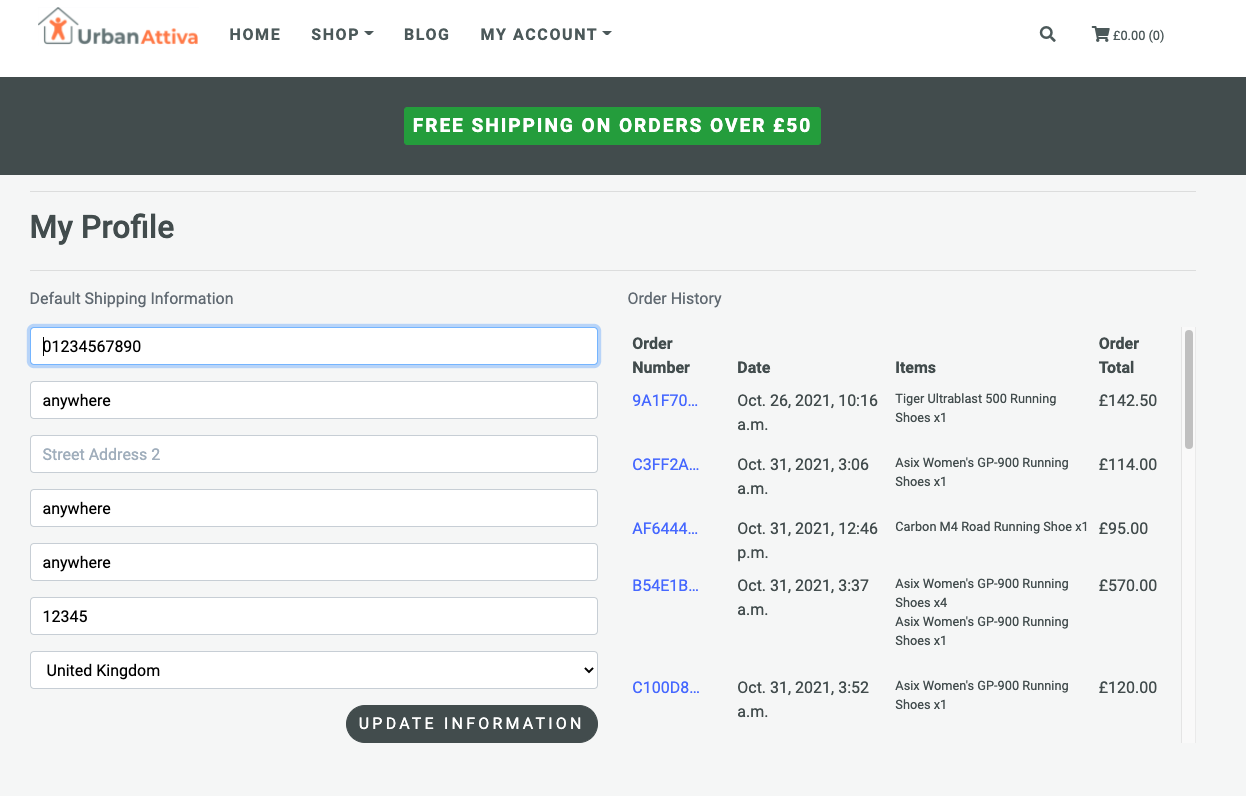 UrbanAttiva HOME SHOP BLOG MY ACCOUNT £0.00 (0)
FREE SHIPPING ON ORDERS OVER £50
My Profile
Default Shipping Information
01234567890
anywhere
Street Address 2
anywhere
anywhere
12345
United Kingdom
UPDATE INFORMATION
Order History
Order Number Date Items Order Total
9A1F70... Oct. 26, 2021, 10:16 a.m. Tiger Ultrablast 500 Running Shoes x1 £142.50
C3FF2A... Oct. 31, 2021, 3:06 a.m. Asix Women's GP-900 Running Shoes x1 £114.00
AF6444... Oct. 31, 2021, 12:46 p.m. Carbon M4 Road Running Shoe x1 £95.00
B54E1B... Oct. 31, 2021, 3:37 a.m. Asix Women's GP-900 Running Shoes x4 Asix Women's GP-900 Running Shoes x1 £570.00
C100D8... Oct. 31, 2021, 3:52 a.m. Asix Women's GP-900 Running Shoes x1 £120.00